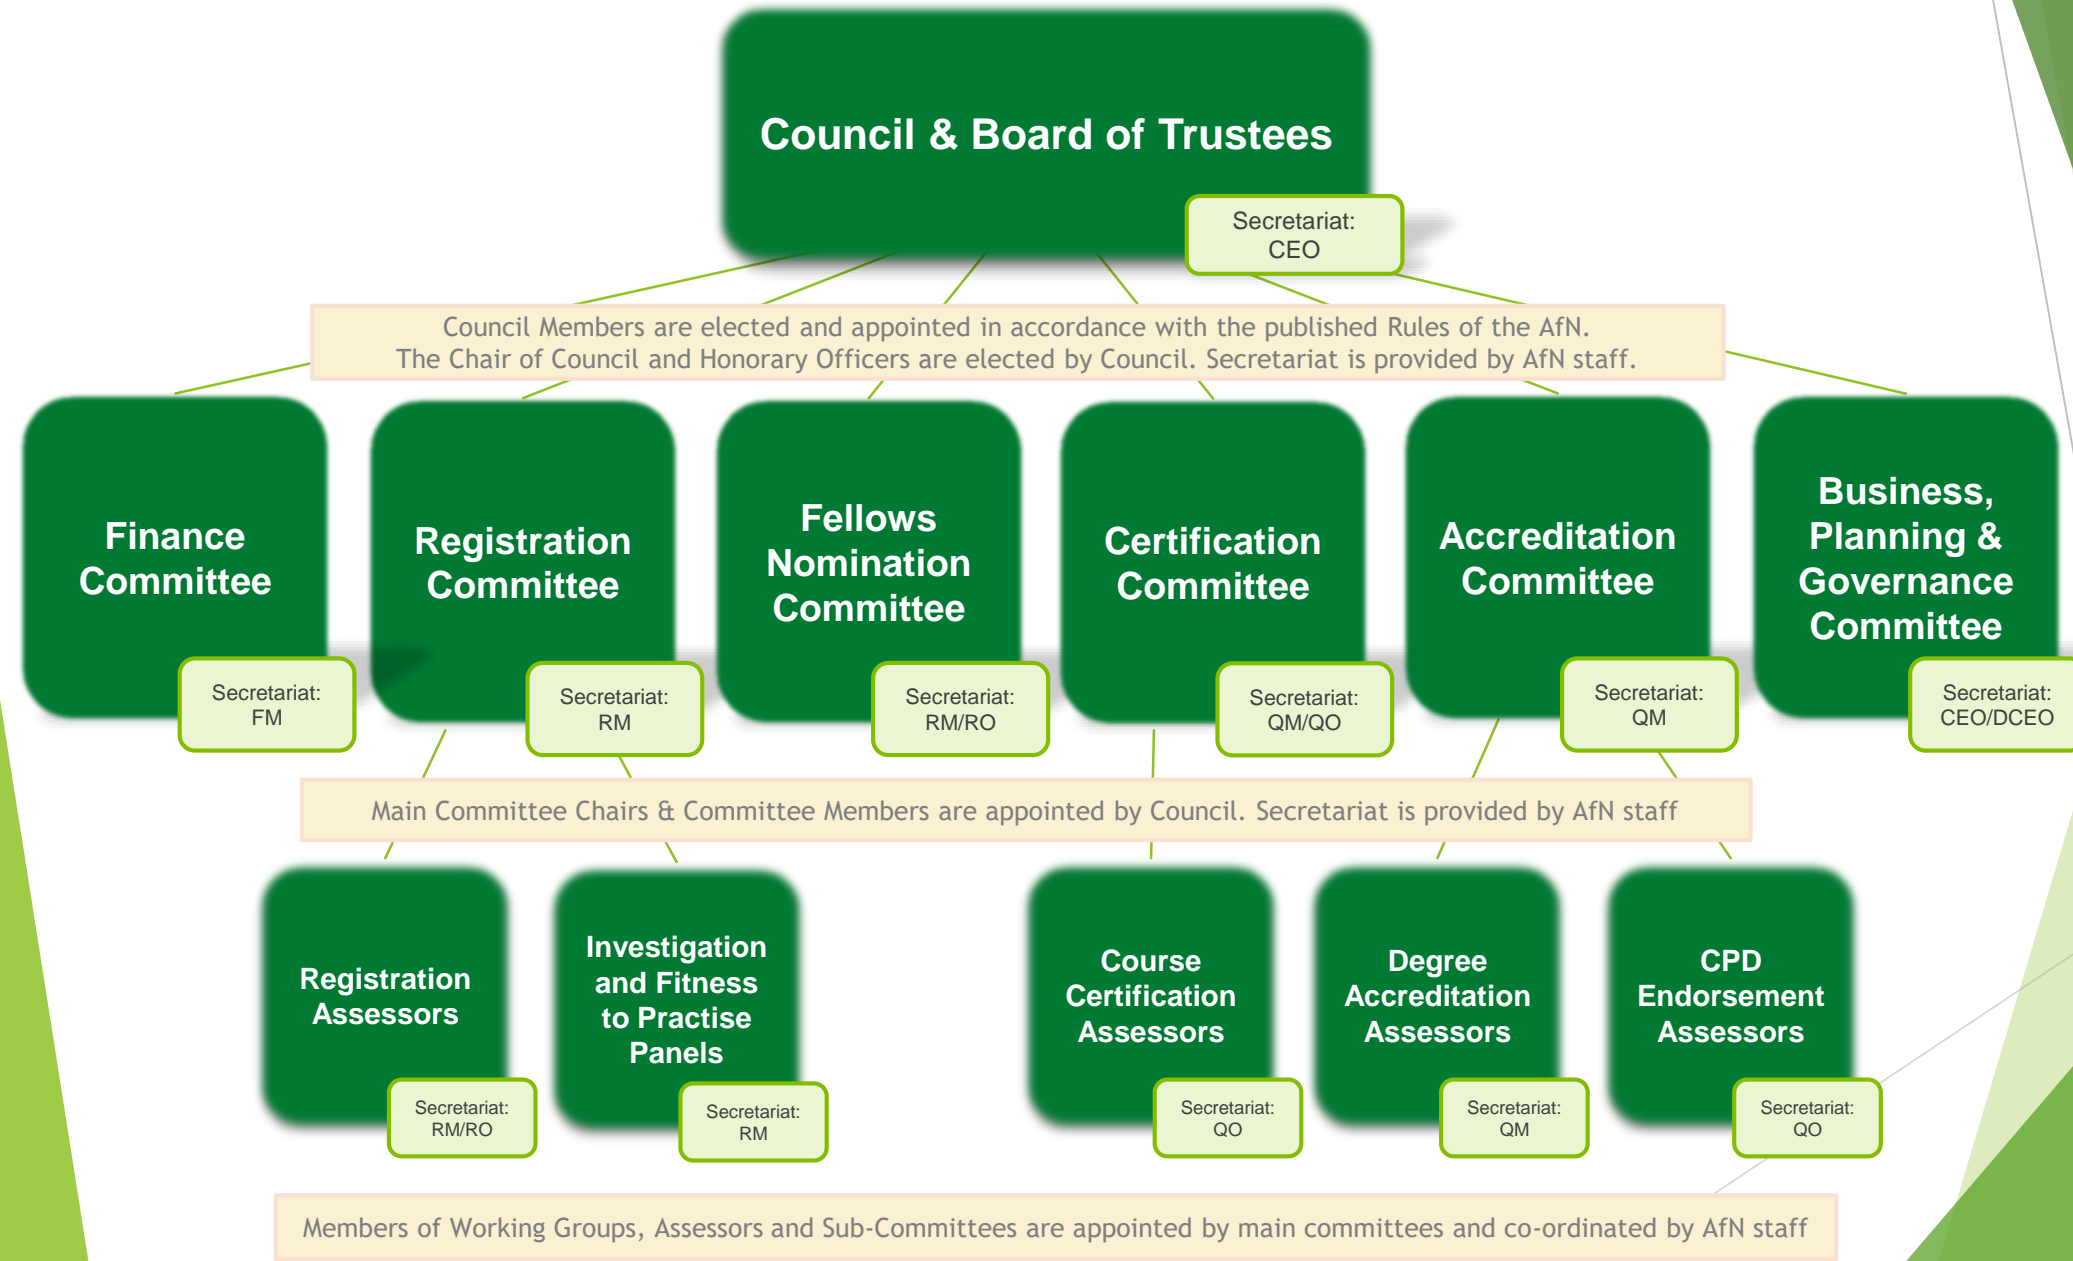 Council & Board of Trustees
Secretariat:
CEO
Council Members are elected and appointed in accordance with the published Rules of the AfN.
The Chair of Council and Honorary Officers are elected by Council. Secretariat is provided by AfN staff.
Finance
Committee
Secretariat:
FM
Registration
Committee
Secretariat:
RM
Fellows
Nomination
Committee
Secretariat:
RM/RO
Certification
Committee
Secretariat:
QM/QO
Accreditation
Committee
Secretariat:
QM
Business,
Planning &
Governance
Committee
Secretariat:
CEO/DCEO
Main Committee Chairs & Committee Members are appointed by Council. Secretariat is provided by AfN staff
Registration
Assessors
Secretariat:
RM/RO
Investigation
and Fitness
to Practise
Panels
Secretariat:
RM
Course
Certification
Assessors
Secretariat:
QO
Degree
Accreditation
Assessors
Secretariat:
QM
CPD
Endorsement
Assessors
Secretariat:
QO
Members of Working Groups, Assessors and Sub-Committees are appointed by main committees and co-ordinated by AfN staff